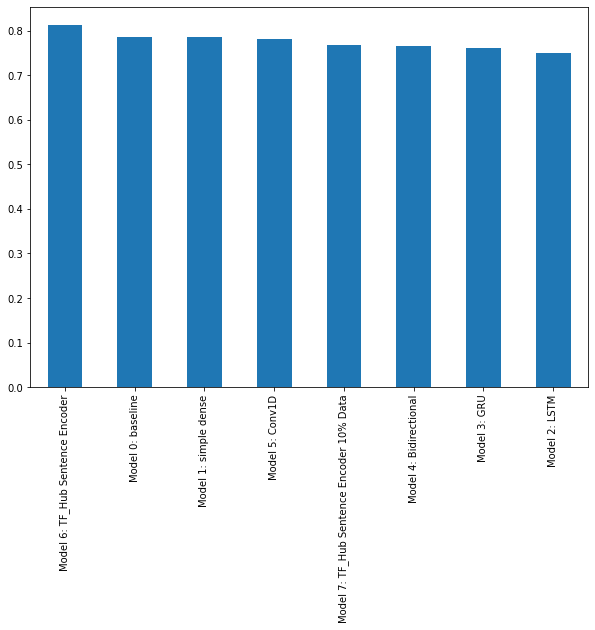 0.8
0.7
0.6
0.5
0.4
0.3
0.2
0.1
0.0
Model 6: TF_Hub Sentence Encoder
Model 0: baseline
Model 1: simple dense
Model 5: Conv1D
Model 7: TF_Hub Sentence Encoder 10% Data
Model 4: Bidirectional
Model 3: GRU
Model 2: LSTM